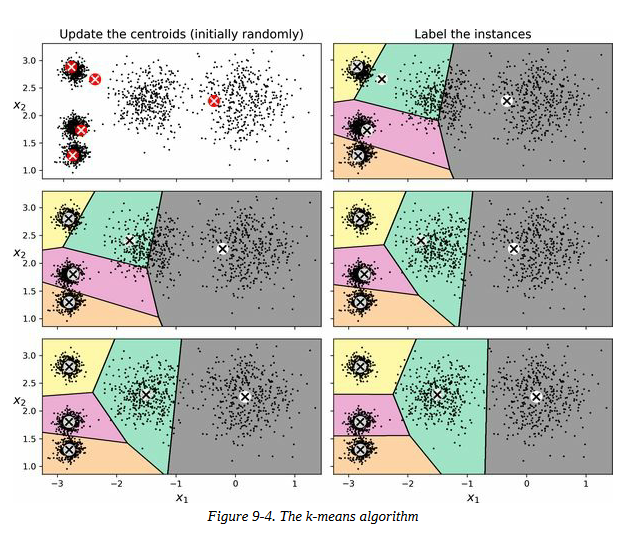 Update the centroids (initially randomly)
Label the instances
3.0
2.5
x2
2.0
1.5
1.0
3.0
2.5
x2
2.0
1.5
1.0
3.0
2.5
x2
2.0
1.5
1.0
−3 −2 −1 0 1
−3 −2 −1 0 1
x1
x1
Figure 9-4. The k-means algorithm